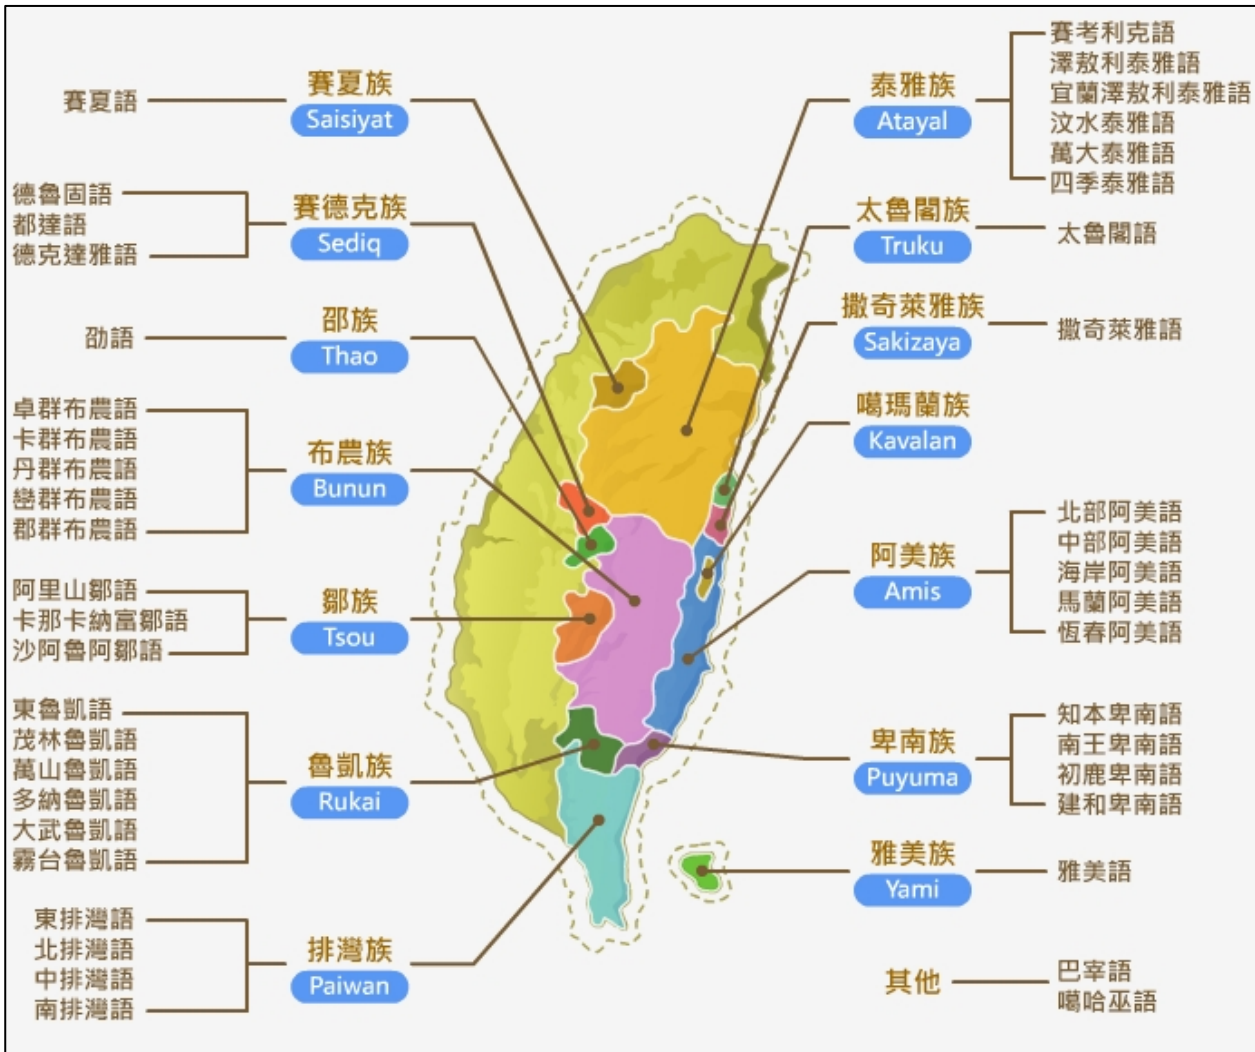 賽夏語
賽夏族
Saisiyat
德魯固語
都達語
德克達雅語
賽德克族
Sediq
劭語
邵族
Thao
卓群布農語
卡群布農語
丹群布農語
巒群布農語
郡群布農語
布農族
Bunun
阿里山鄒語
卡那卡納富鄒語
沙阿魯阿鄒語
鄒族
Tsou
東魯凱語
茂林魯凱語
萬山魯凱語
多納魯凱語
大武魯凱語
霧台魯凱語
魯凱族
Rukai
東排灣語
北排灣語
中排灣語
南排灣語
排灣族
Paiwan
泰雅族
Atayal
賽考利克語
澤敖利泰雅語
宜蘭澤敖利泰雅語
汶水泰雅語
萬大泰雅語
四季泰雅語
太魯閣族
Truku
太魯閣語
撒奇萊雅族
Sakizaya
撒奇萊雅語
噶瑪蘭族
Kavalan
阿美族
Amis
北部阿美語
中部阿美語
海岸阿美語
馬蘭阿美語
恆春阿美語
卑南族
Puyuma
知本卑南語
南王卑南語
初鹿卑南語
建和卑南語
雅美族
Yami
雅美語
其他
巴宰語
噶哈巫語